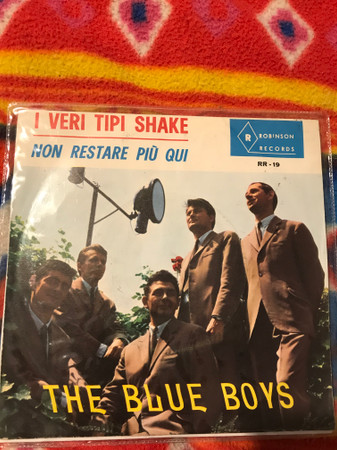 I VERI TIPI SHAKE
NON RESTARE PIÙ QUI
R
ROBINSON
RECORDS
RR - 19
THE BLUE BOYS